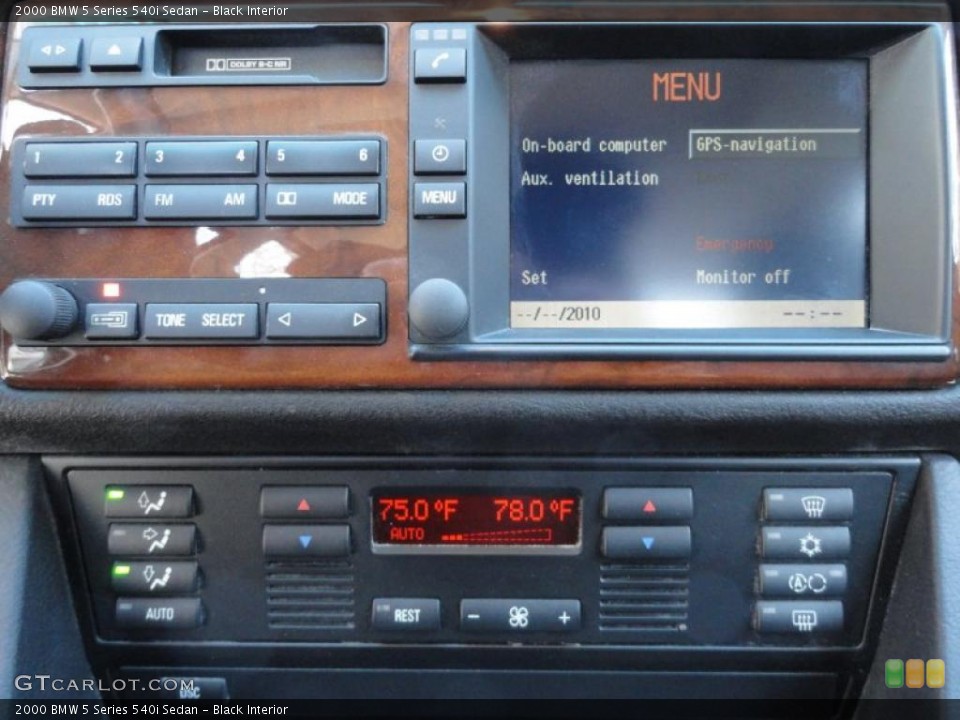 2000 BMW 5 Series 540i Sedan - Black Interior
DOLBY B-C NR
MENU
On-board computer GPS-navigation
Aux. ventilation
Emergency
Set Monitor off
--/--/2010 --:--
1 2 3 4 5 6
PTY RDS FM AM MODE
MENU
TONE SELECT
75.0°F 78.0°F
AUTO
AUTO
REST
- +
A
DSC
GTCARLOT.COM
2000 BMW 5 Series 540i Sedan - Black Interior